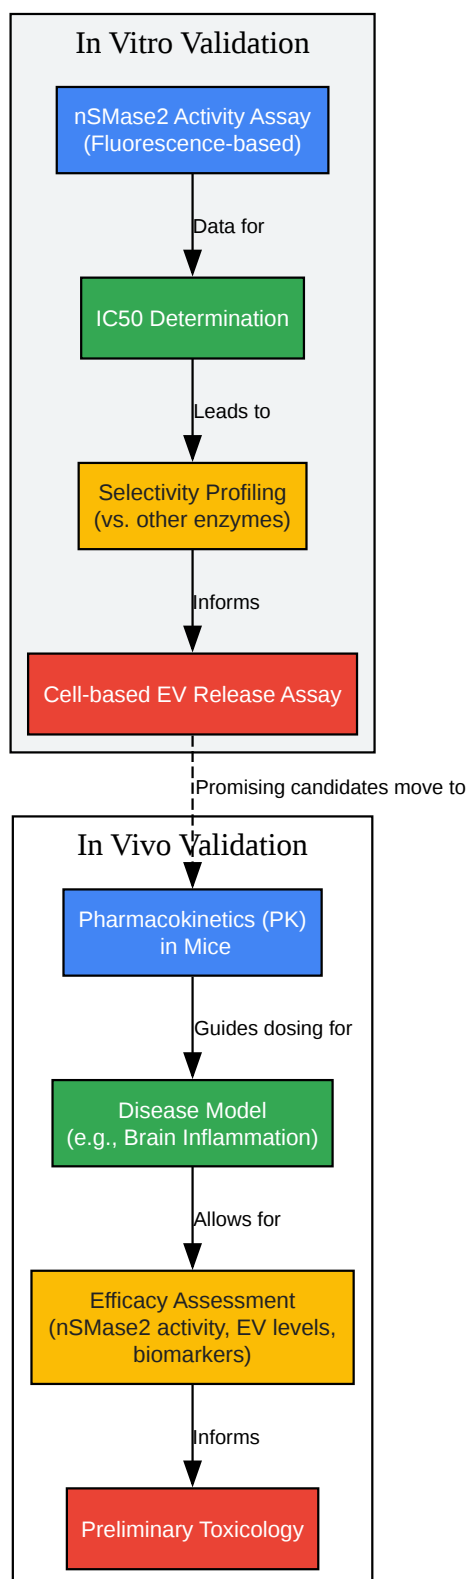 In Vitro Validation
nSMase2 Activity Assay
(Fluorescence-based)
Data for
IC50 Determination
Leads to
Selectivity Profiling
(vs. other enzymes)
Informs
Cell-based EV Release Assay
Promising candidates move to
In Vivo Validation
Pharmacokinetics (PK)
in Mice
Guides dosing for
Disease Model
(e.g., Brain Inflammation)
Allows for
Efficacy Assessment
(nSMase2 activity, EV levels,
biomarkers)
Informs
Preliminary Toxicology